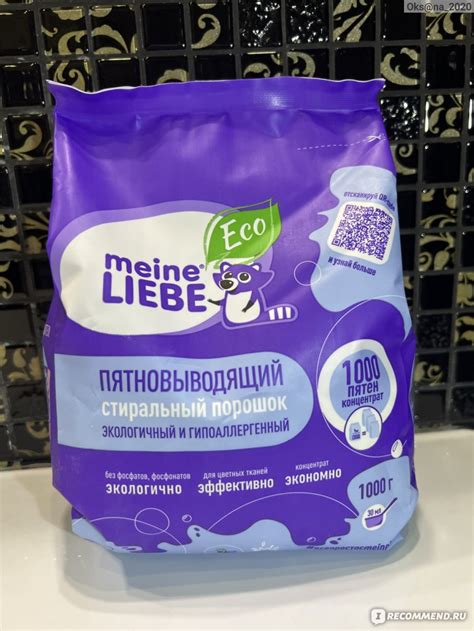 Oks@na_2020
Eco
meine®
LIEBE
отсканируй QR-код
и узнай больше
ПЯТНОВЫВОДЯЩИЙ
стиральный порошок
ЭКОЛОГИЧНЫЙ И ГИПОАЛЛЕРГЕННЫЙ
1000
ПЯТЕН
КОНЦЕНТРАТ
без фосфатов, фосфонатов
ЭКОЛОГИЧНО
для цветных тканей
ЭФФЕКТИВНО
концентрат
ЭКОНОМНО
1000 г
30 мл
I RECOMMEND.RU